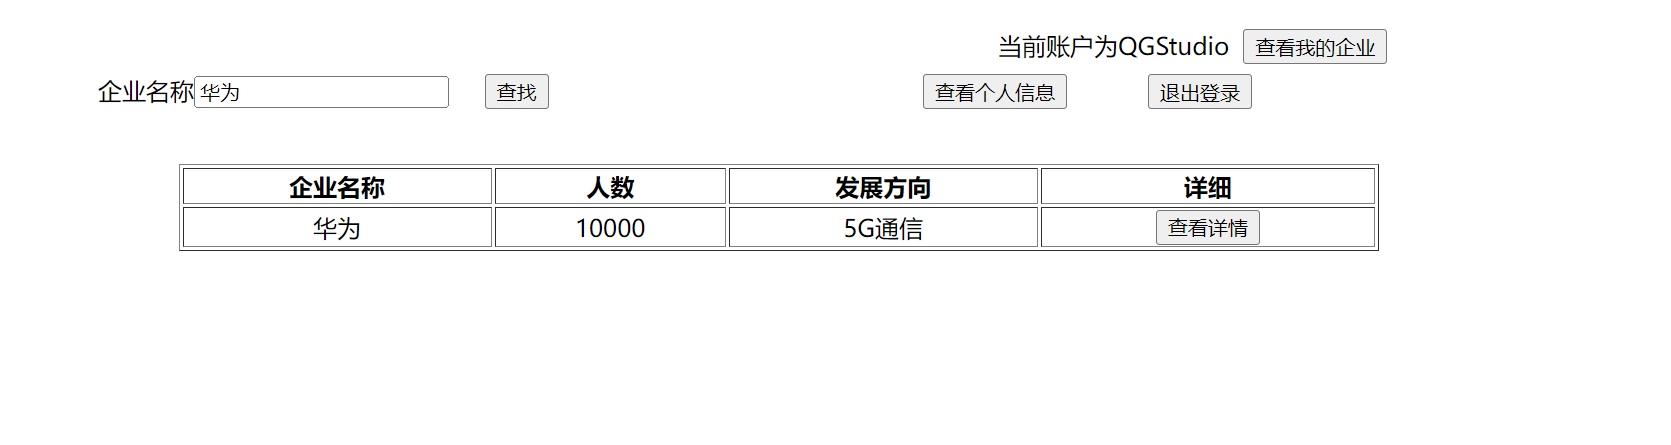 当前账户为QGStudio 查看我的企业
企业名称 华为 查找 查看个人信息 退出登录
企业名称 人数 发展方向 详细
华为 10000 5G通信 查看详情